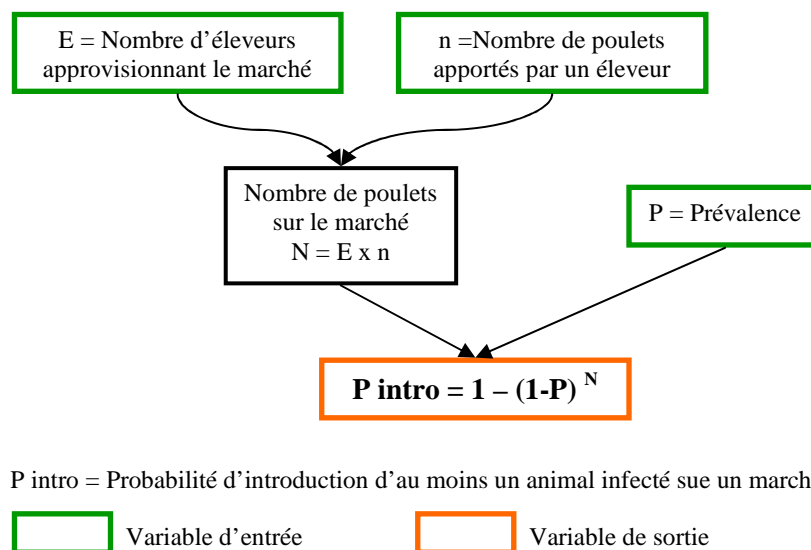 E = Nombre d'éleveurs
approvisionnant le marché
n =Nombre de poulets
apportés par un éleveur
Nombre de poulets
sur le marché
N = E x n
P = Prévalence
P intro = 1 – (1-P) N
P intro = Probabilité d'introduction d'au moins un animal infecté sue un march
Variable d'entrée
Variable de sortie